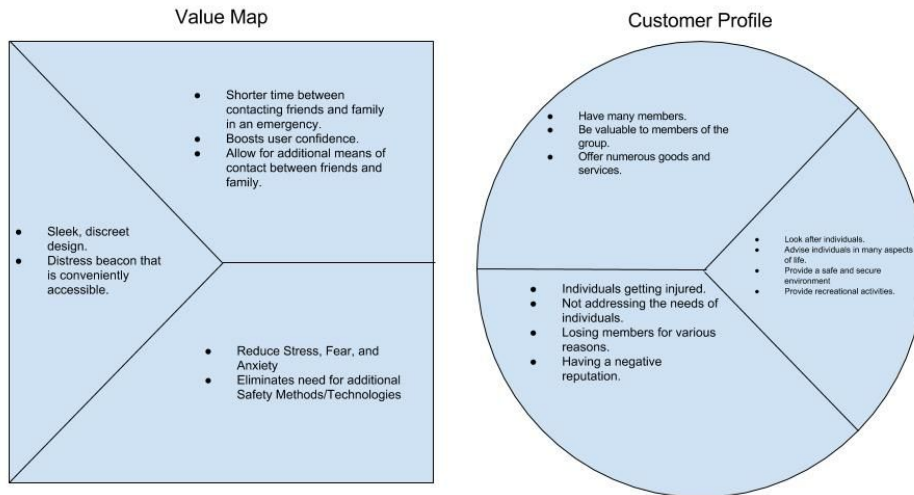 Value Map
● Shorter time between
contacting friends and family
in an emergency.
● Boosts user confidence.
● Allow for additional means of
contact between friends and
family.
● Sleek, discreet
design.
● Distress beacon that
is conveniently
accessible.
● Reduce Stress, Fear, and
Anxiety
● Eliminates need for additional
Safety Methods/Technologies
Customer Profile
● Have many members.
● Be valuable to members of the
group.
● Offer numerous goods and
services.
● Look after individuals.
● Advise individuals in many aspects
of life.
● Provide a safe and secure
environment
● Provide recreational activities.
● Individuals getting injured.
● Not addressing the needs of
individuals.
● Losing members for various
reasons.
● Having a negative
reputation.